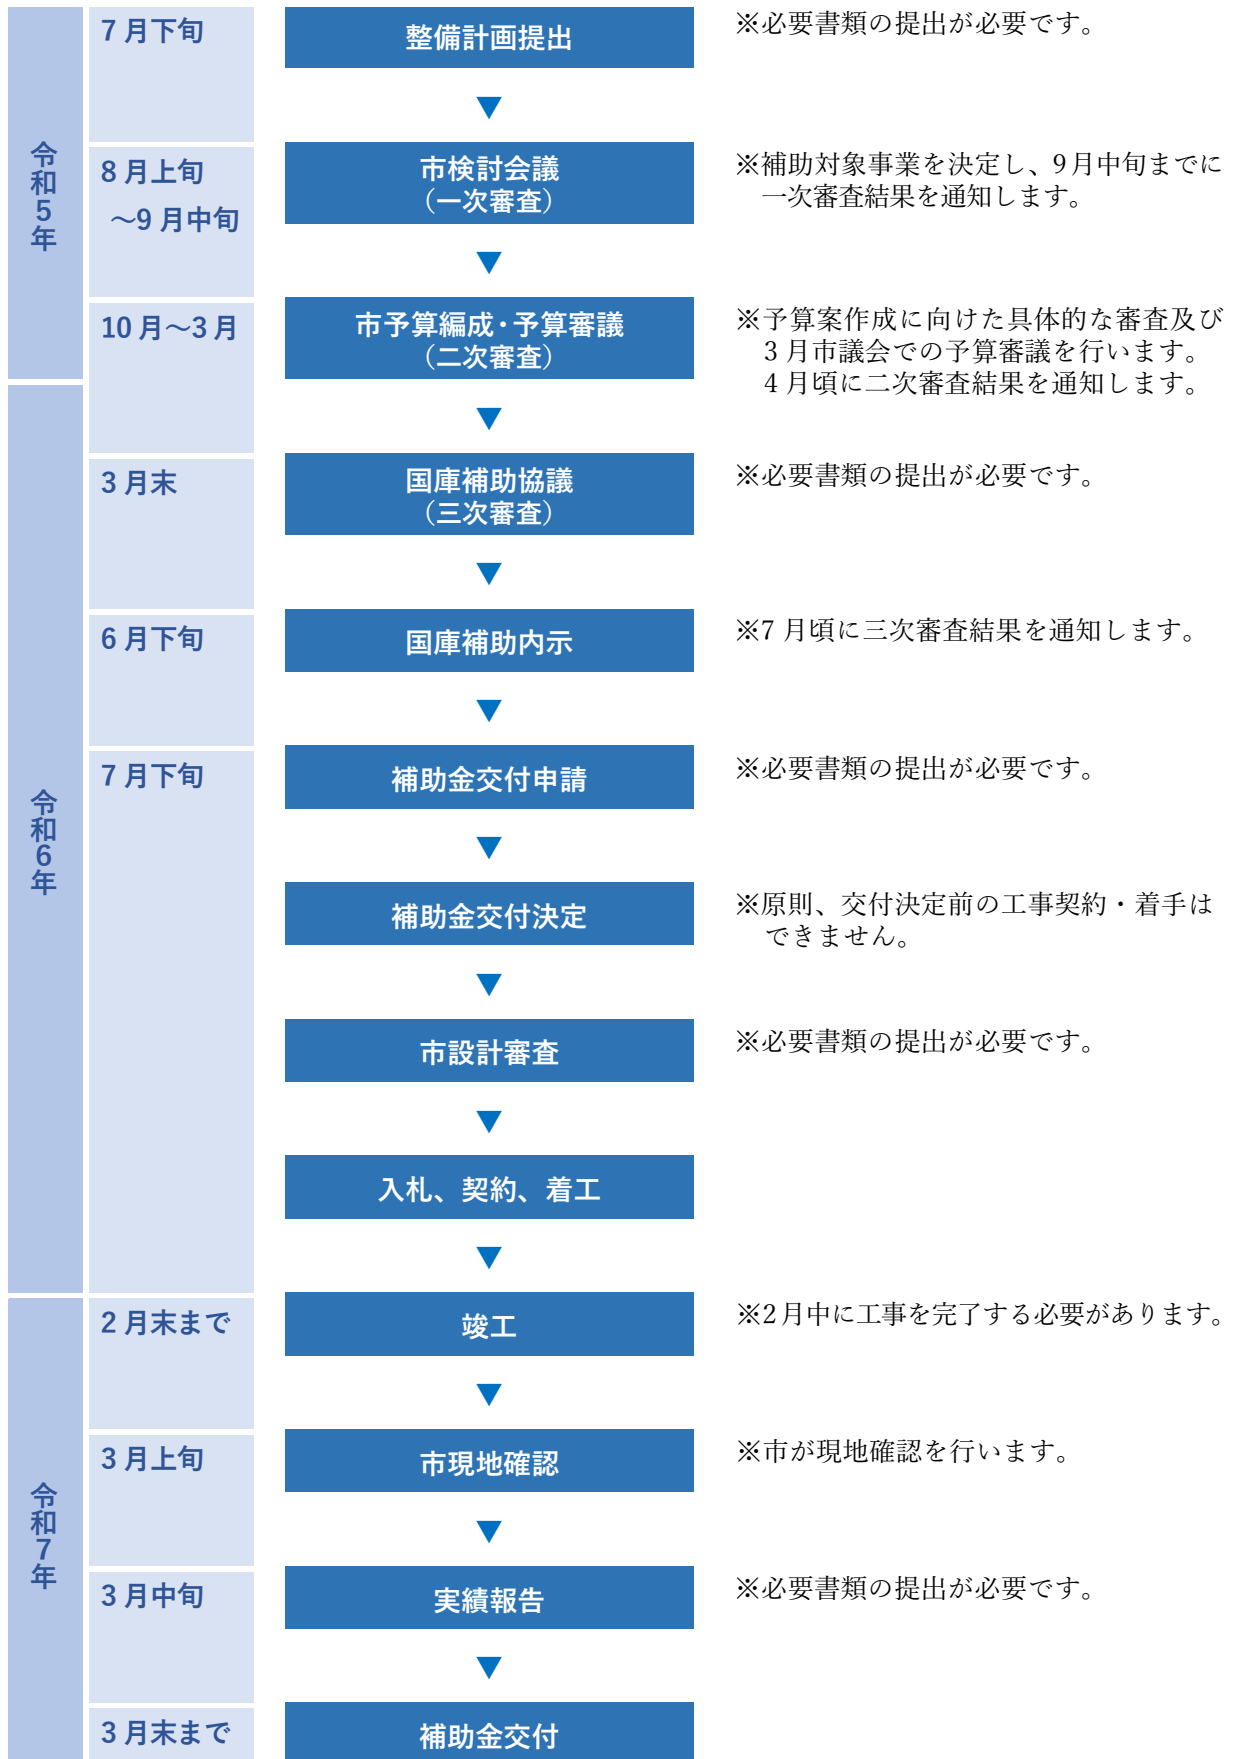 令和5年
7月下旬
整備計画提出
※必要書類の提出が必要です。
8月上旬
～9月中旬
市検討会議
（一次審査）
※補助対象事業を決定し、9月中旬までに
一次審査結果を通知します。
10月～3月
市予算編成・予算審議
（二次審査）
※予算案作成に向けた具体的な審査及び
3月市議会での予算審議を行います。
4月頃に二次審査結果を通知します。
令和6年
3月末
国庫補助協議
（三次審査）
※必要書類の提出が必要です。
6月下旬
国庫補助内示
※7月頃に三次審査結果を通知します。
7月下旬
補助金交付申請
※必要書類の提出が必要です。
補助金交付決定
※原則、交付決定前の工事契約・着手は
できません。
市設計審査
※必要書類の提出が必要です。
入札、契約、着工
令和7年
2月末まで
竣工
※2月中に工事を完了する必要があります。
3月上旬
市現地確認
※市が現地確認を行います。
3月中旬
実績報告
※必要書類の提出が必要です。
3月末まで
補助金交付